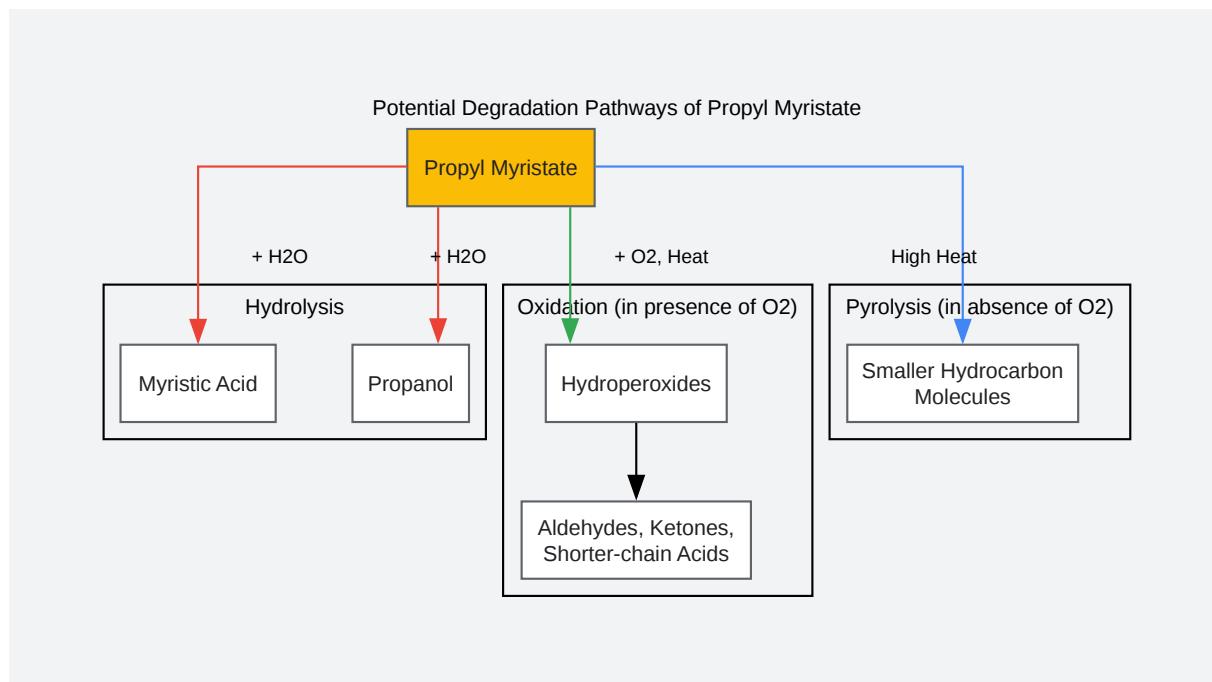 Potential Degradation Pathways of Propyl Myristate
Propyl Myristate
+ H2O
+ H2O
+ O2, Heat
High Heat
Hydrolysis
Oxidation (in presence of O2)
Pyrolysis (in absence of O2)
Myristic Acid
Propanol
Hydroperoxides
Smaller Hydrocarbon
Molecules
Aldehydes, Ketones,
Shorter-chain Acids